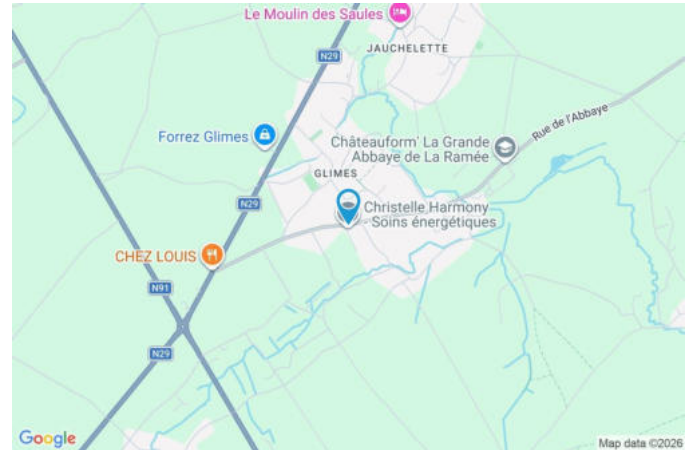 Le Moulin des Saules
JAUCHELETTE
N29
Rue de l'Abbaye
Forrez Glimes
Châteauform' La Grande
Abbaye de La Ramée
GLIMES
N29
Christelle Harmony
- Soins énergétiques
CHEZ LOUIS
N91
N29
Google
Map data ©2026